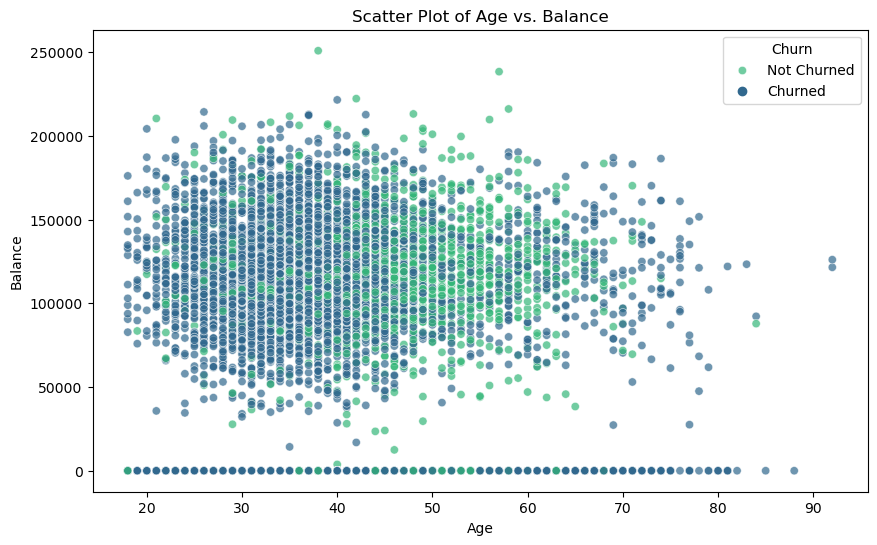 Scatter Plot of Age vs. Balance
Churn
Not Churned
Churned
250000
200000
150000
100000
50000
0
Balance
20 30 40 50 60 70 80 90
Age